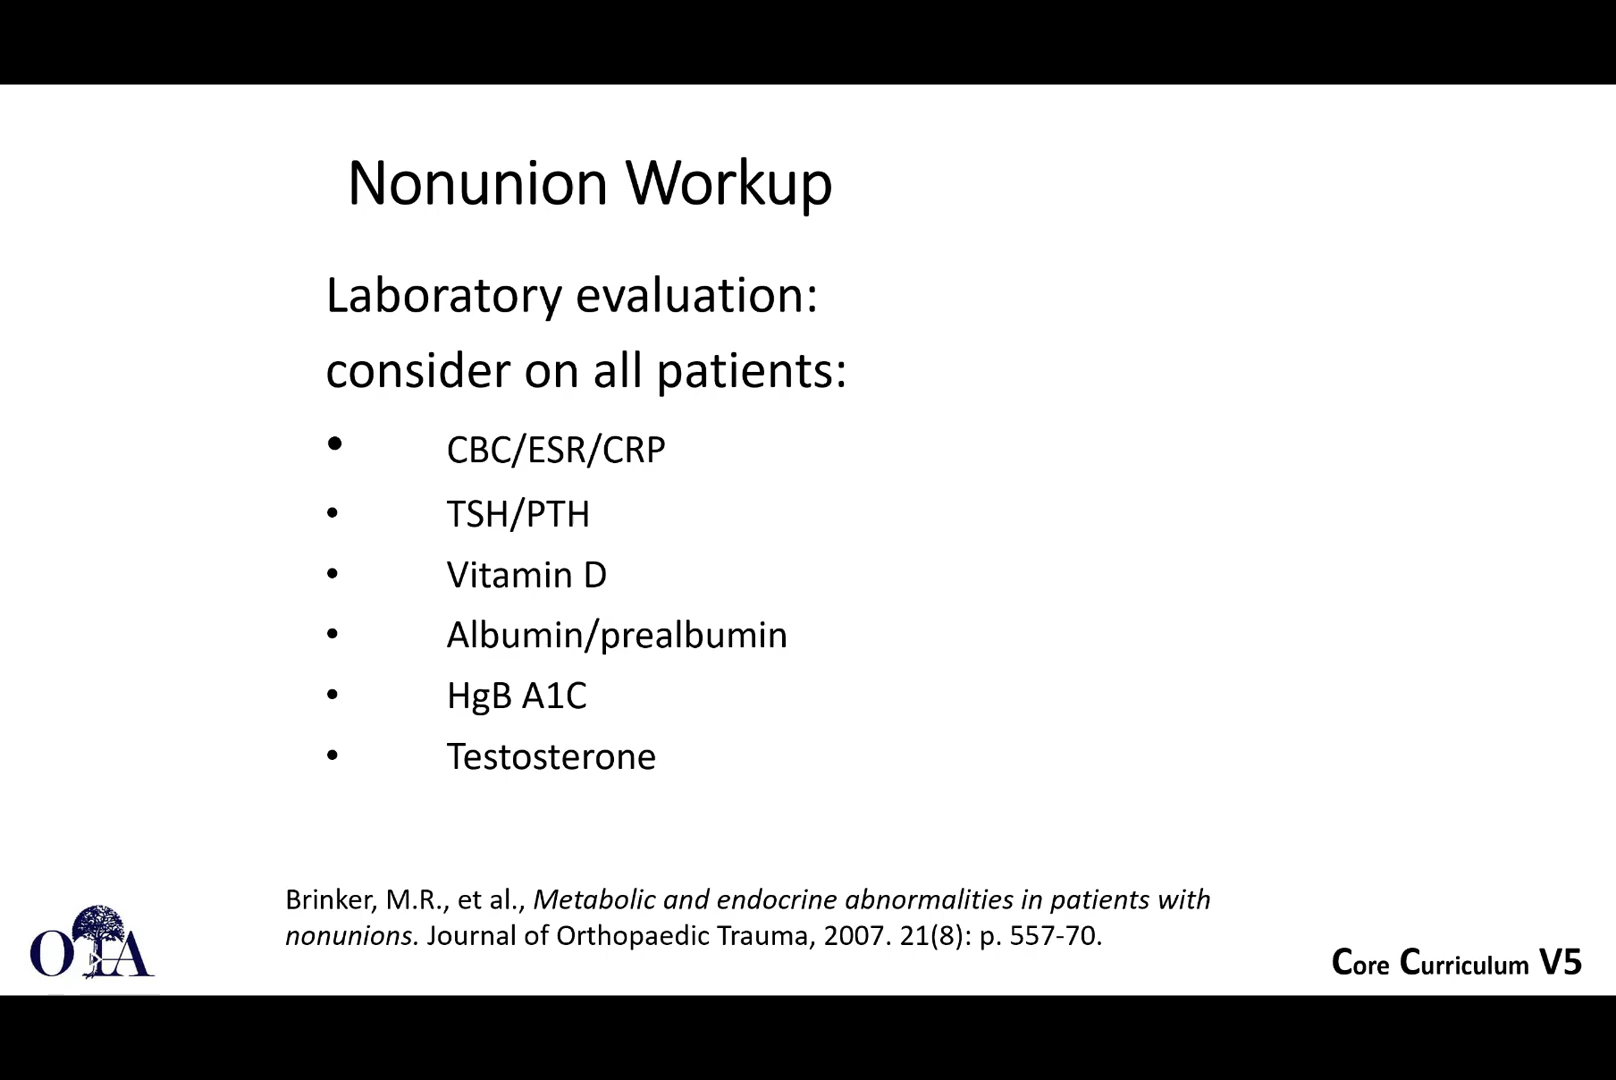 Nonunion Workup
Laboratory evaluation:
consider on all patients:
• CBC/ESR/CRP
• TSH/PTH
• Vitamin D
• Albumin/prealbumin
• HgB A1C
• Testosterone
Brinker, M.R., et al., Metabolic and endocrine abnormalities in patients with
nonunions. Journal of Orthopaedic Trauma, 2007. 21(8): p. 557-70.
OTA
Core Curriculum V5